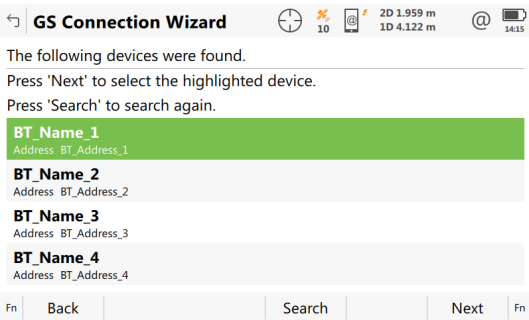 GS Connection Wizard
10
@
2D 1.959 m
1D 4.122 m
@
14:15
The following devices were found.
Press 'Next' to select the highlighted device.
Press 'Search' to search again.
BT_Name_1
Address BT_Address_1
BT_Name_2
Address BT_Address_2
BT_Name_3
Address BT_Address_3
BT_Name_4
Address BT_Address_4
Fn Back Search Next Fn